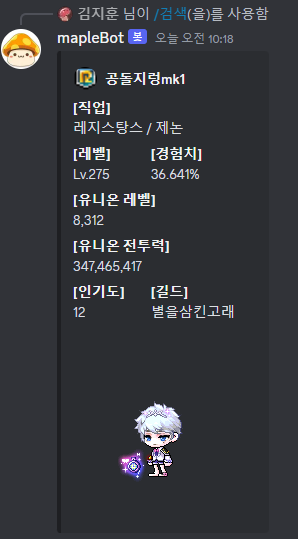 김지훈 님이 /검색(을)를 사용함
mapleBot 봇 오늘 오전 10:18
공돌지령mk1
[직업]
레지스탕스 / 제논
[레벨] [경험치]
Lv.275 36.641%
[유니온 레벨]
8,312
[유니온 전투력]
347,465,417
[인기도] [길드]
12 별을삼킨고래